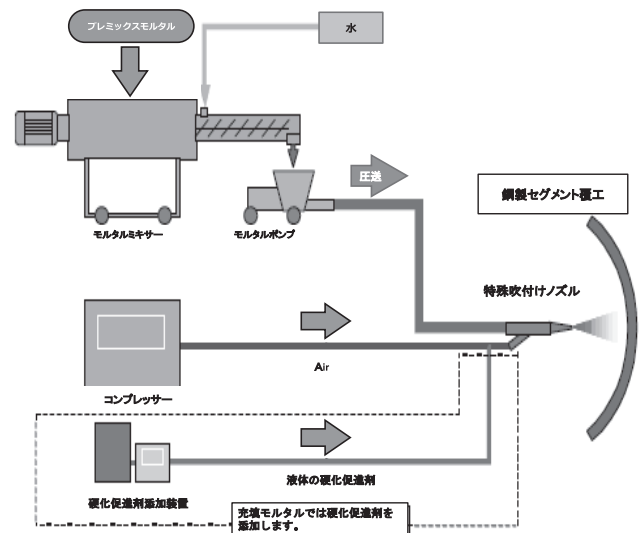 プレミックスモルタル
水
圧送
鋼製セグメント覆工
モルタルミキサー
モルタルポンプ
特殊吹付けノズル
Air
コンプレッサー
液体の硬化促進剤
硬化促進剤添加装置
充填モルタルでは硬化促進剤を
添加します。